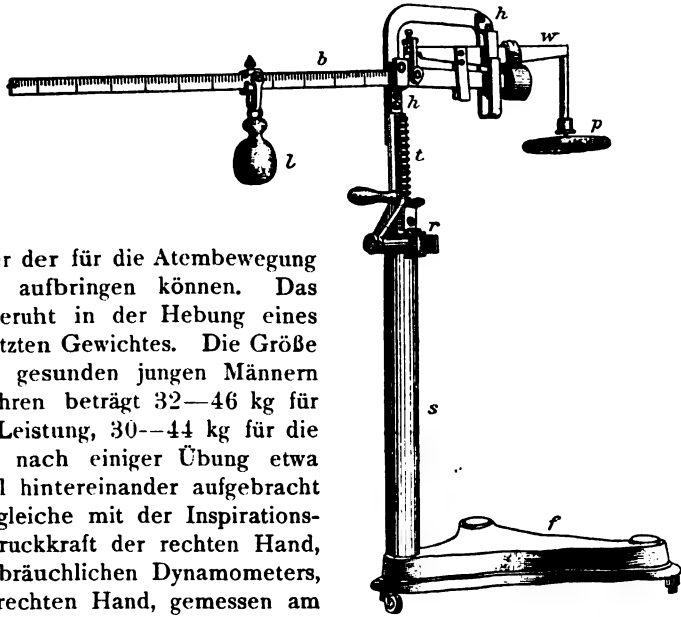 h
w
b
p
h
t
l
r
r der für die Atembewegung
aufbringen können. Das
eruht in der Hebung eines
tzten Gewichtes. Die Größe
gesunden jungen Männern
hren beträgt 32—46 kg für
Leistung, 30--44 kg für die
nach einiger Übung etwa
l hintereinander aufgebracht
gleiche mit der Inspirations-
ruckkraft der rechten Hand,
bräuchlichen Dynamometers,
rechten Hand, gemessen am
s
f